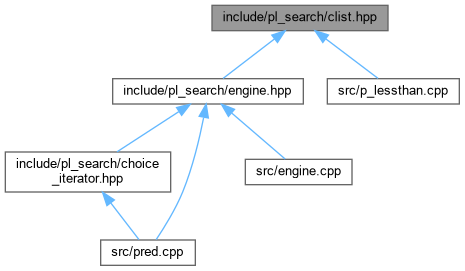 include/pl_search/clist.hpp
include/pl_search/engine.hpp
src/p_lessthan.cpp
include/pl_search/choice
_iterator.hpp
src/engine.cpp
src/pred.cpp